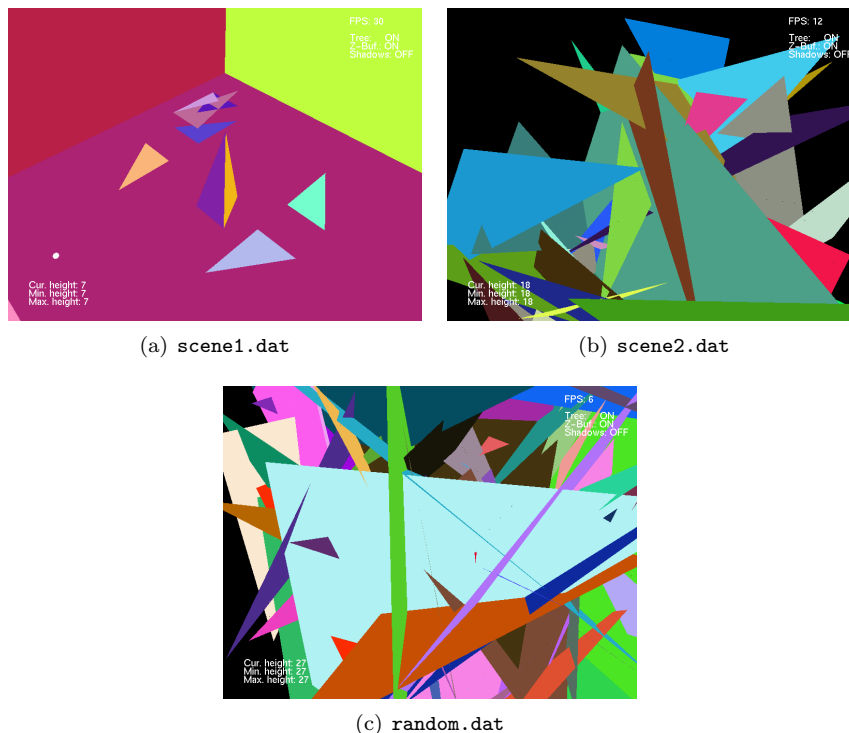 FPS: 33
Tree: ON
Z-Buf.: ON
Shadows: OFF
Cur. height: 7
Min. height: 7
Max. height: 7
(a) scene1.dat
FPS: 12
Tree: ON
Z-Buf.: ON
Shadows: OFF
Cur. height: 18
Min. height: 18
Max. height: 18
(b) scene2.dat
FPS: 6
Tree: ON
Z-Buf.: ON
Shadows: OFF
Cur. height: 27
Min. height: 27
Max. height: 27
(c) random.dat